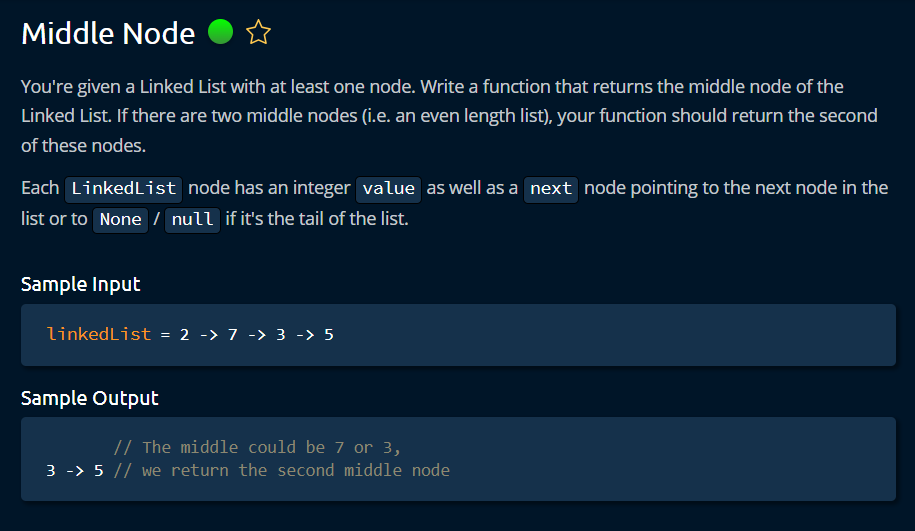 Middle Node
You're given a Linked List with at least one node. Write a function that returns the middle node of the
Linked List. If there are two middle nodes (i.e. an even length list), your function should return the second
of these nodes.
Each LinkedList node has an integer value as well as a next node pointing to the next node in the
list or to None / null if it's the tail of the list.
Sample Input
linkedList = 2 -> 7 -> 3 -> 5
Sample Output
// The middle could be 7 or 3,
3 -> 5 // we return the second middle node